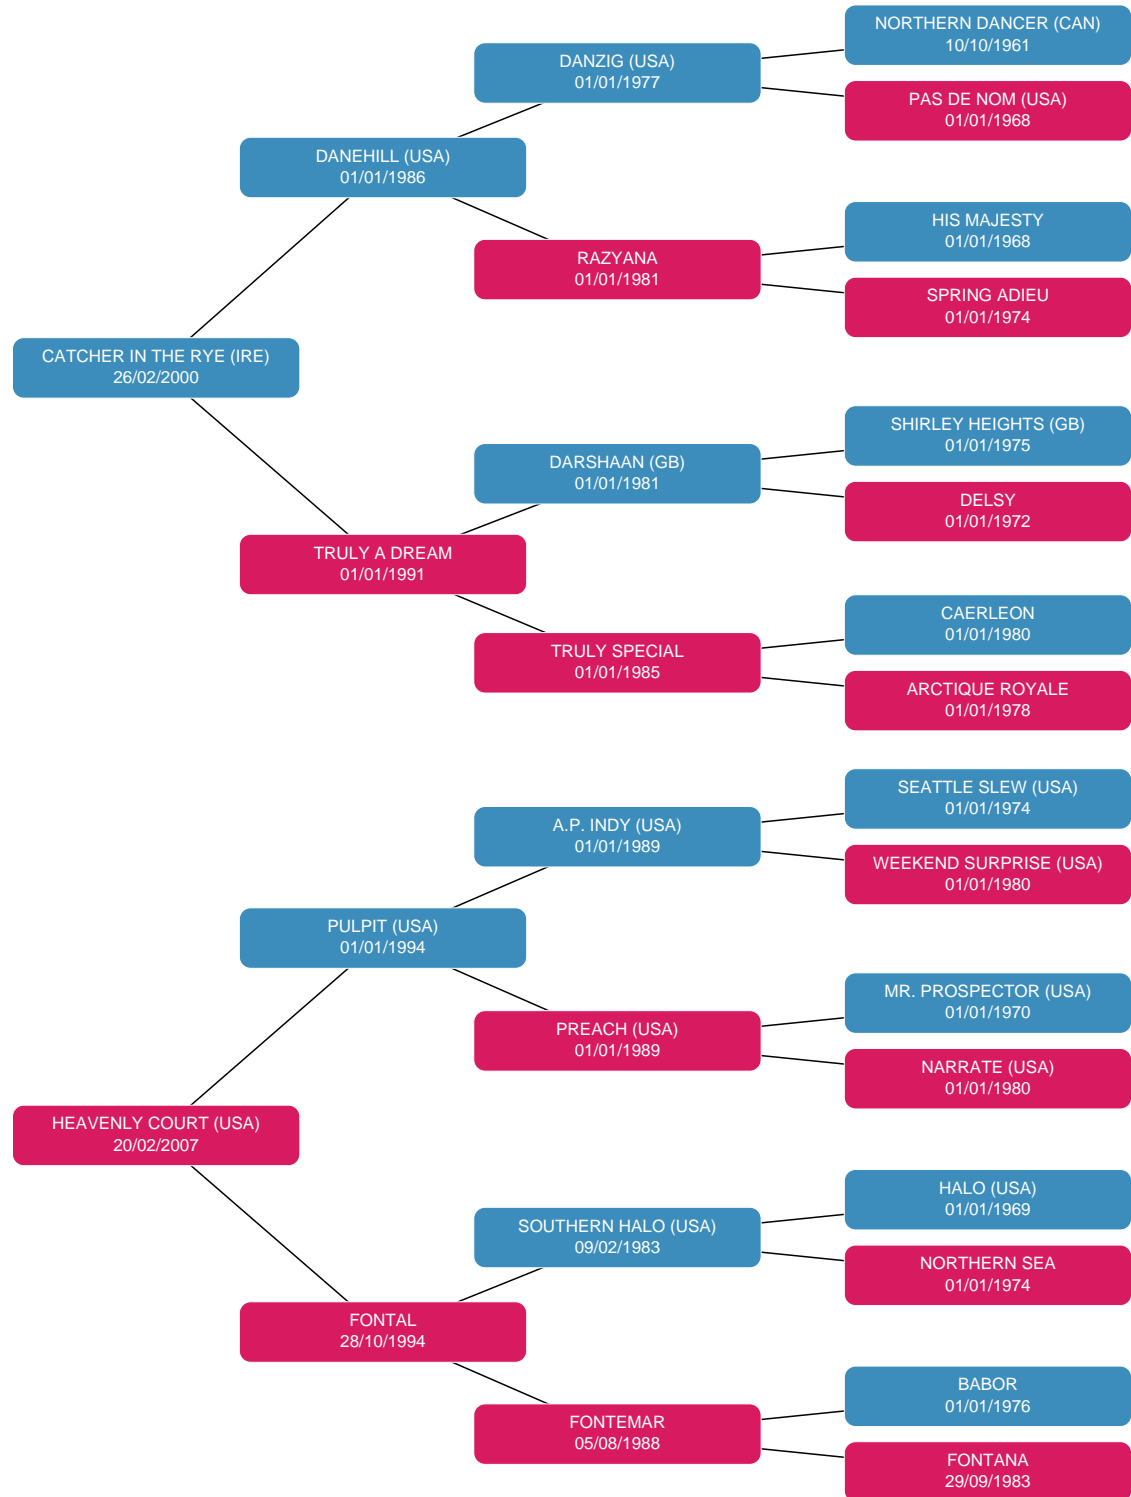 NORTHERN DANCER (CAN)
10/10/1961
DANZIG (USA)
01/01/1977
PAS DE NOM (USA)
01/01/1968
DANEHILL (USA)
01/01/1986
HIS MAJESTY
01/01/1968
RAZYANA
01/01/1981
SPRING ADIEU
01/01/1974
CATCHER IN THE RYE (IRE)
26/02/2000
SHIRLEY HEIGHTS (GB)
01/01/1975
DARSHAAN (GB)
01/01/1981
DELSY
01/01/1972
TRULY A DREAM
01/01/1991
CAERLEON
01/01/1980
TRULY SPECIAL
01/01/1985
ARCTIQUE ROYALE
01/01/1978
SEATTLE SLEW (USA)
01/01/1974
A.P. INDY (USA)
01/01/1989
WEEKEND SURPRISE (USA)
01/01/1980
PULPIT (USA)
01/01/1994
MR. PROSPECTOR (USA)
01/01/1970
PREACH (USA)
01/01/1989
NARRATE (USA)
01/01/1980
HEAVENLY COURT (USA)
20/02/2007
HALO (USA)
01/01/1969
SOUTHERN HALO (USA)
09/02/1983
NORTHERN SEA
01/01/1974
FONTAL
28/10/1994
BABOR
01/01/1976
FONTEMAR
05/08/1988
FONTANA
29/09/1983